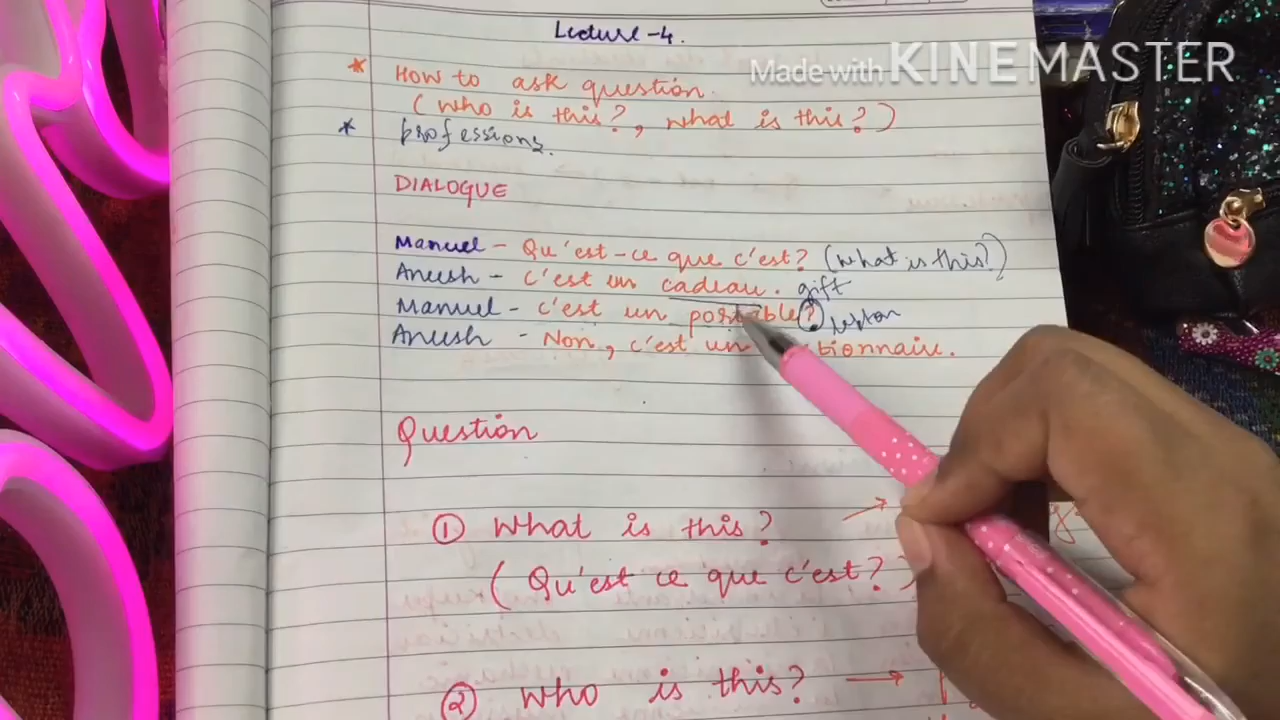 Lecture-4.
Made with KINEMASTER
* How to ask question.
(who is this?, what is this?)
* professions.
DIALOGUE
Manuel - Qu'est-ce que c'est? (what is this?)
Aneesh - C'est un cadeau. gift
Manuel - C'est un portable?
Aneesh - Non, c'est un
Question
① What is this? →
(Qu'est ce que c'est?)
② Who is this? →